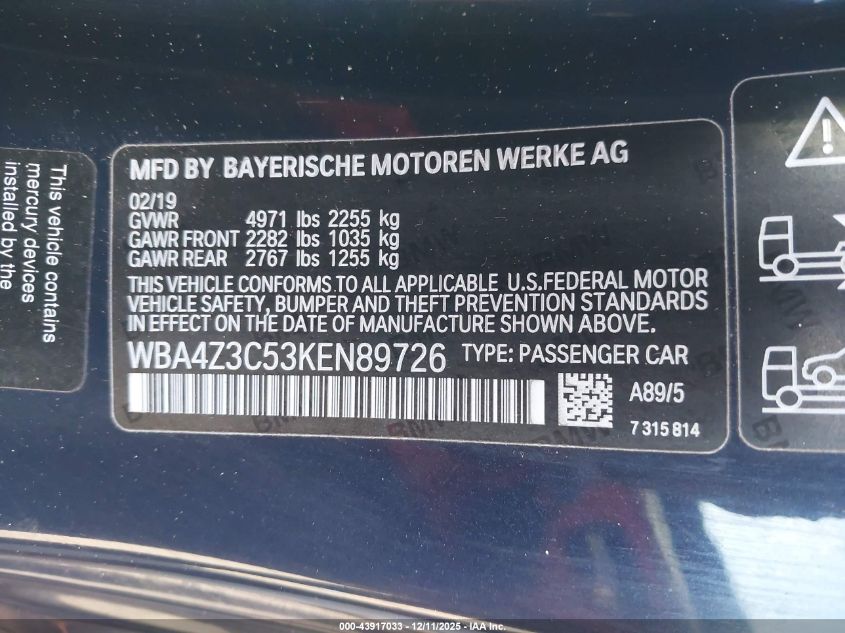 This vehicle contains
mercury devices
installed by the
MFD BY BAYERISCHE MOTOREN WERKE AG
02/19
GVWR 4971 lbs 2255 kg
GAWR FRONT 2282 lbs 1035 kg
GAWR REAR 2767 lbs 1255 kg
THIS VEHICLE CONFORMS TO ALL APPLICABLE U.S.FEDERAL MOTOR
VEHICLE SAFETY, BUMPER AND THEFT PREVENTION STANDARDS
IN EFFECT ON THE DATE OF MANUFACTURE SHOWN ABOVE.
WBA4Z3C53KEN89726 TYPE: PASSENGER CAR
A89/5
7 315 814
000-43917033 - 12/11/2025 - IAA Inc.